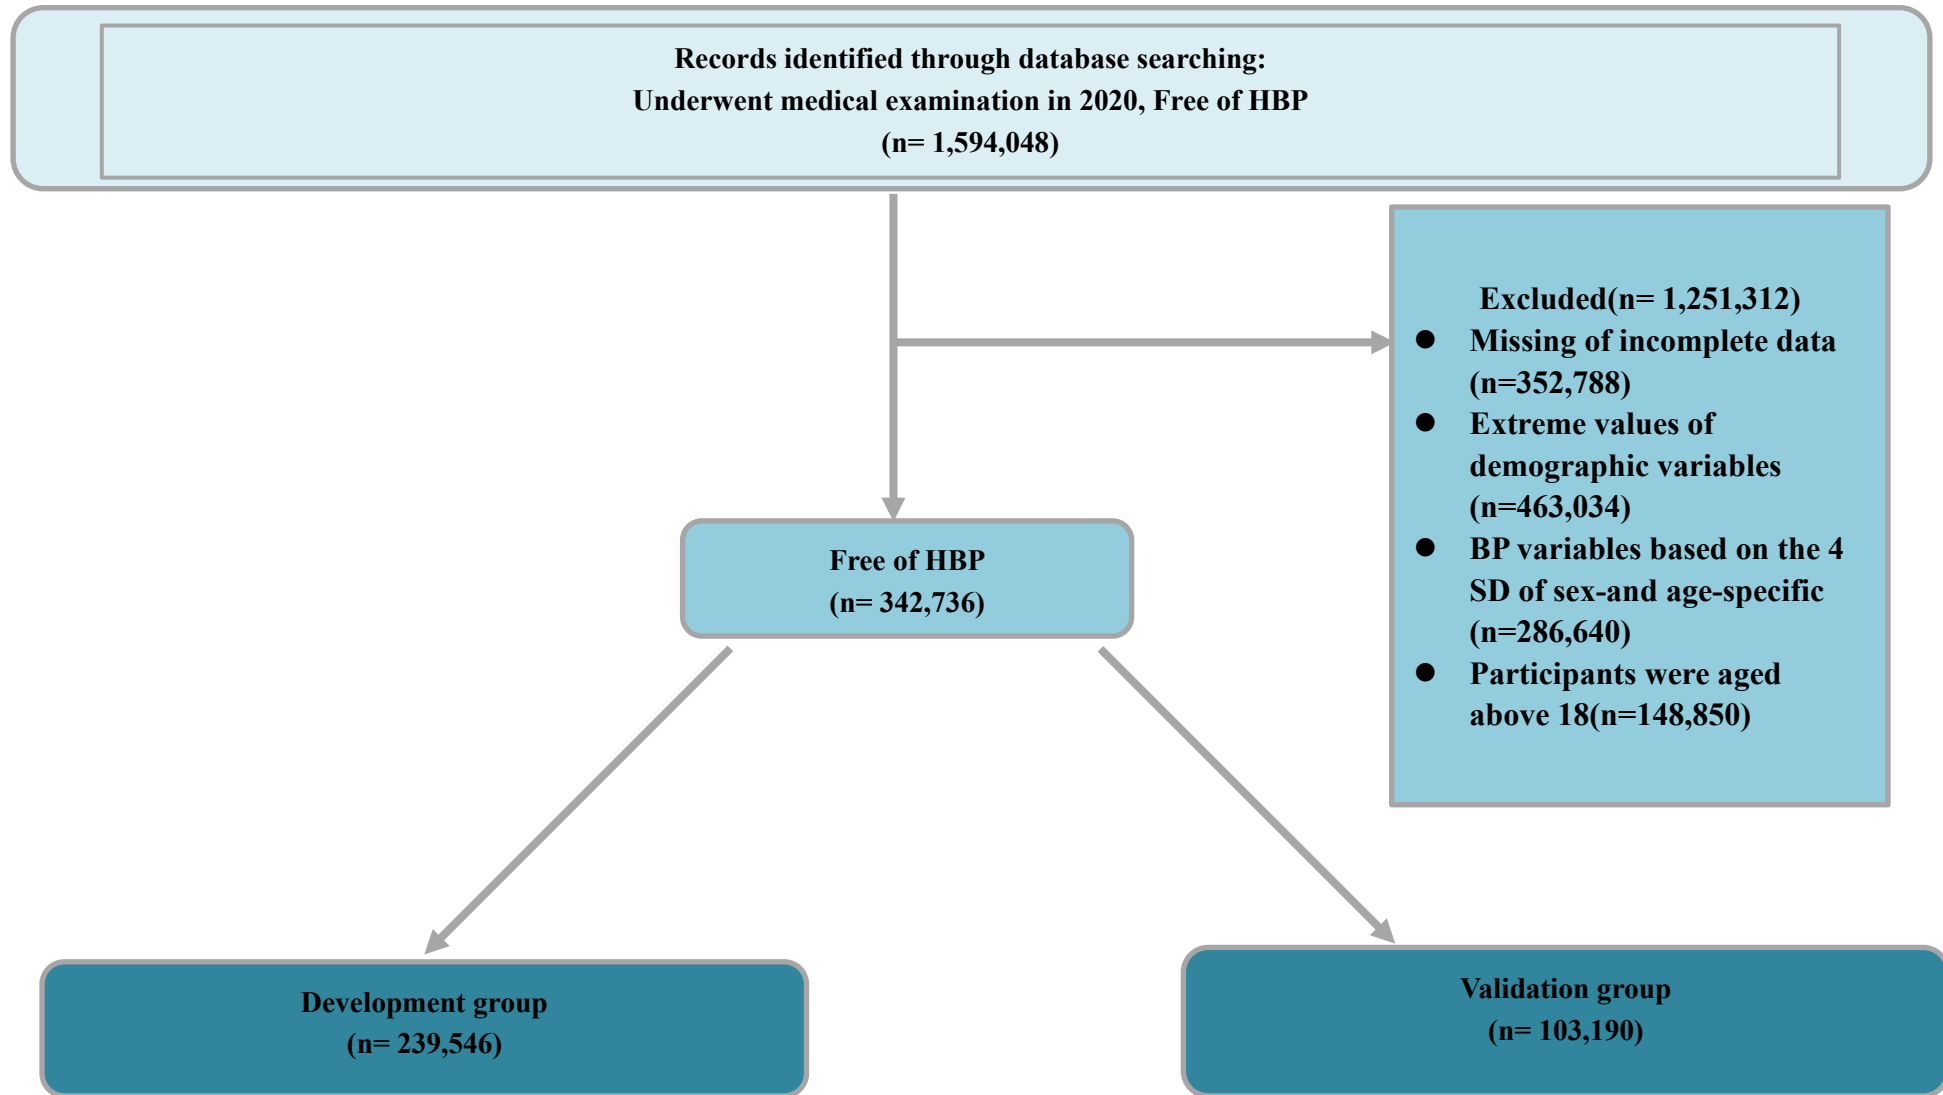 Records identified through database searching:
Underwent medical examination in 2020, Free of HBP
(n= 1,594,048)
Excluded(n= 1,251,312)
● Missing of incomplete data
(n=352,788)
● Extreme values of
demographic variables
(n=463,034)
● BP variables based on the 4
SD of sex-and age-specific
(n=286,640)
● Participants were aged
above 18(n=148,850)
Free of HBP
(n= 342,736)
Development group
(n= 239,546)
Validation group
(n= 103,190)